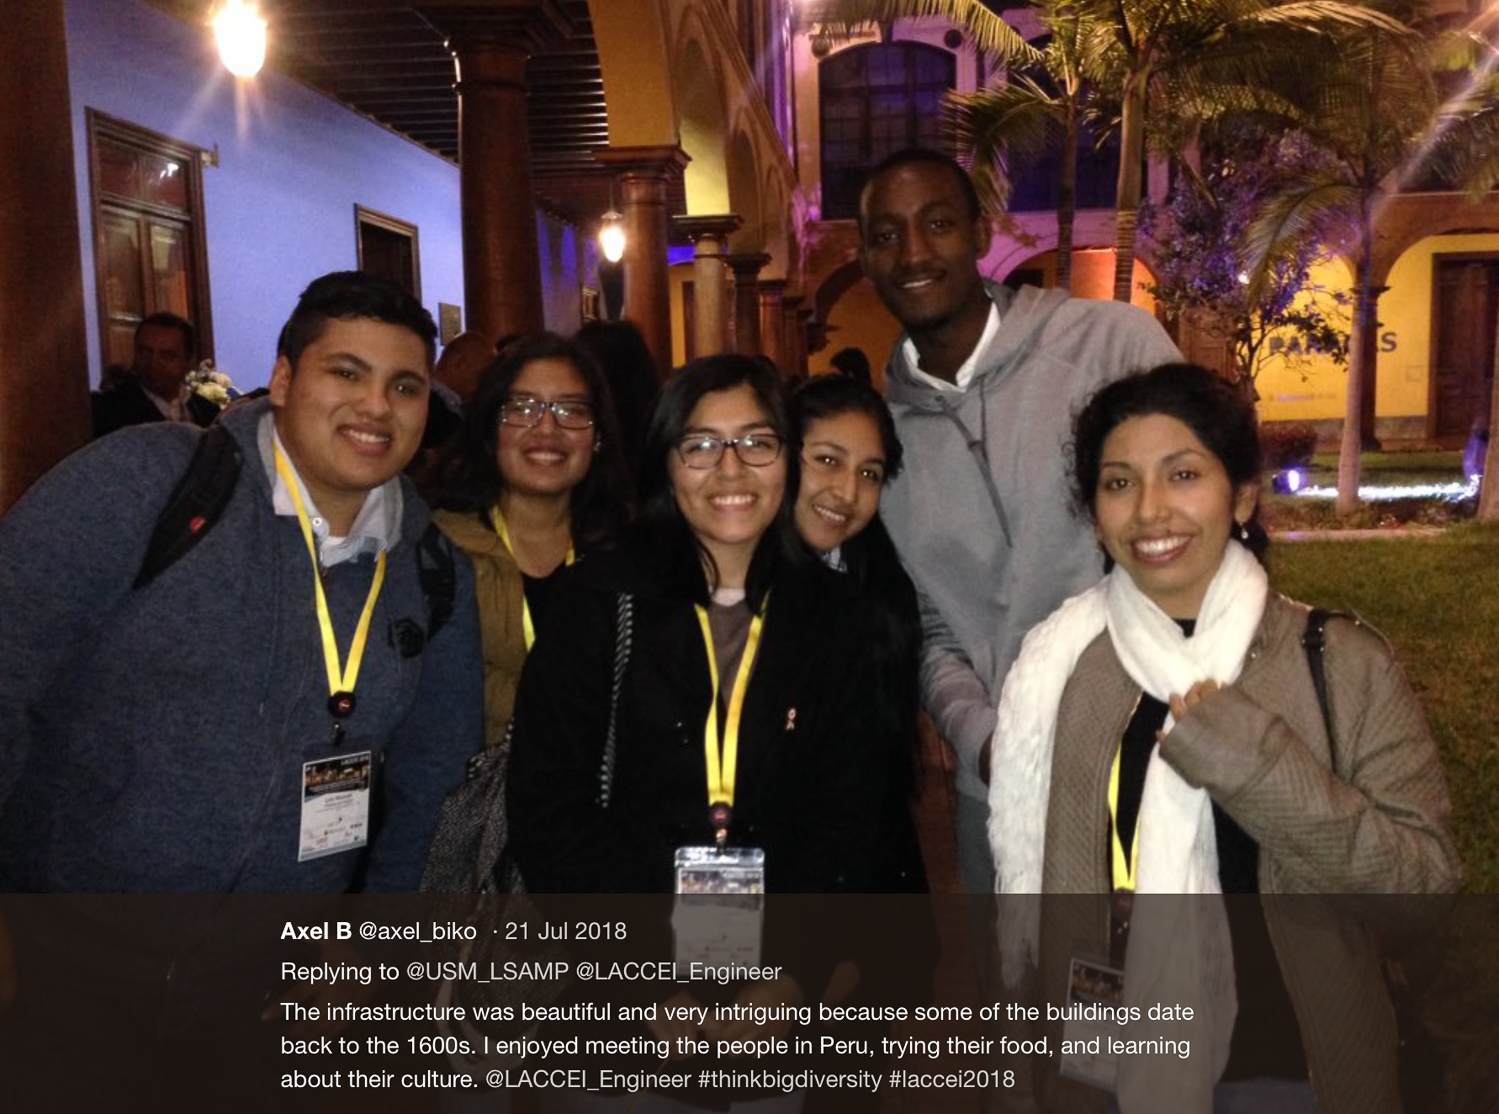 LACCEI 2018
Axel B @axel_biko · 21 Jul 2018
Replying to @USM_LSAMP @LACCEI_Engineer
The infrastructure was beautiful and very intriguing because some of the buildings date
back to the 1600s. I enjoyed meeting the people in Peru, trying their food, and learning
about their culture. @LACCEI_Engineer #thinkbigdiversity #laccei2018